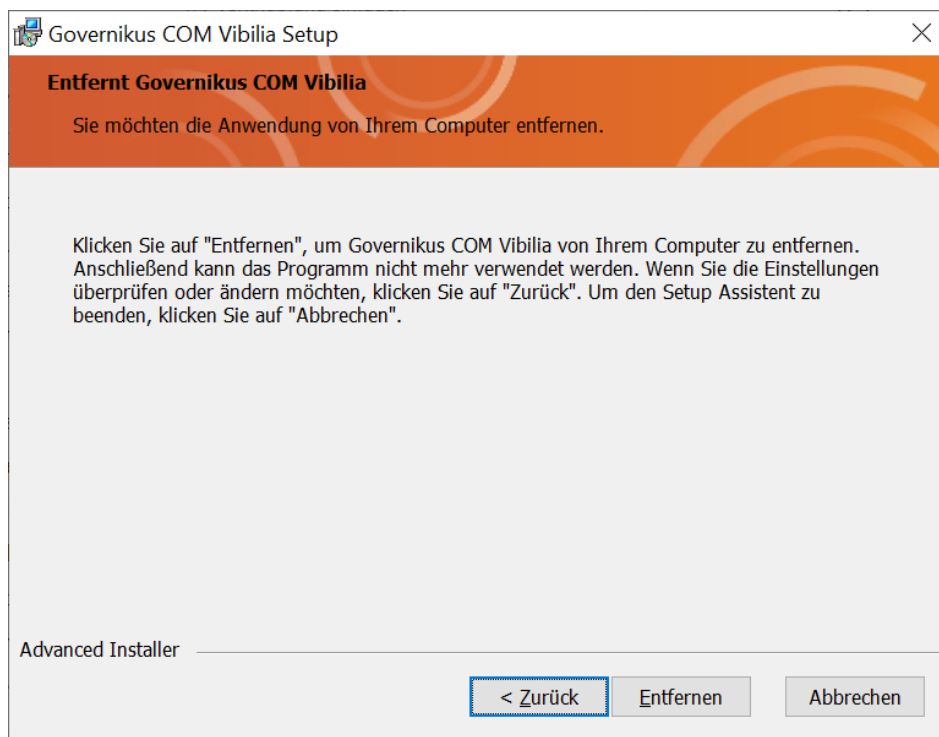 Governikus COM Vibilia Setup
Entfernt Governikus COM Vibilia
Sie möchten die Anwendung von Ihrem Computer entfernen.
Klicken Sie auf "Entfernen", um Governikus COM Vibilia von Ihrem Computer zu entfernen.
Anschließend kann das Programm nicht mehr verwendet werden. Wenn Sie die Einstellungen
überprüfen oder ändern möchten, klicken Sie auf "Zurück". Um den Setup Assistent zu
beenden, klicken Sie auf "Abbrechen".
Advanced Installer
< Zurück Entfernen Abbrechen